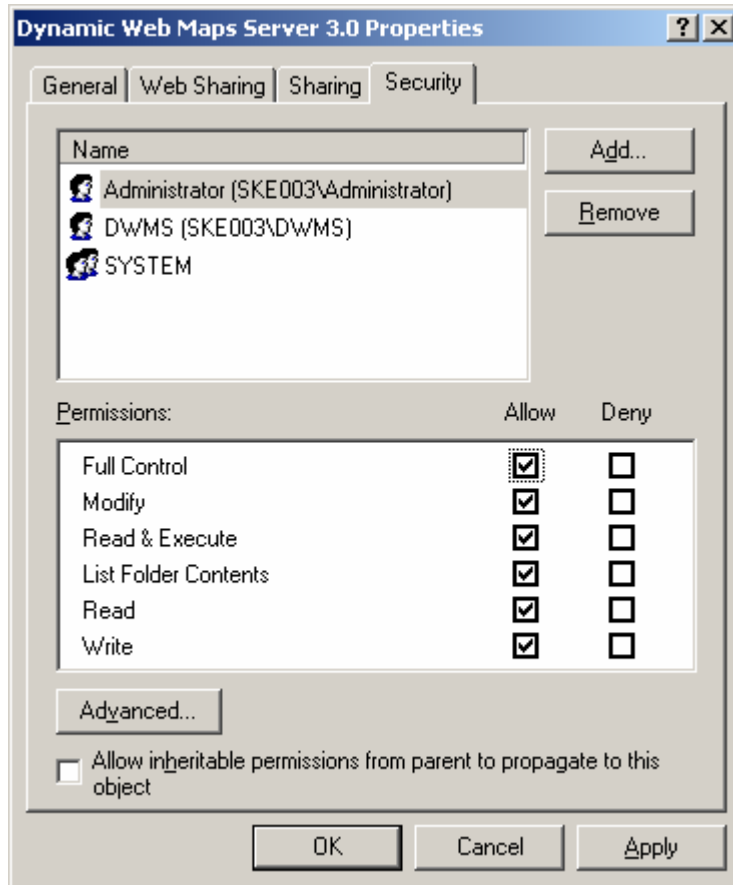 Dynamic Web Maps Server 3.0 Properties
General Web Sharing Sharing Security
Name
Add...
Administrator (SKE003\Administrator)
Remove
DWMS (SKE003\DWMS)
SYSTEM
Permissions: Allow Deny
Full Control
Modify
Read & Execute
List Folder Contents
Read
Write
Advanced...
Allow inheritable permissions from parent to propagate to this
object
OK Cancel Apply